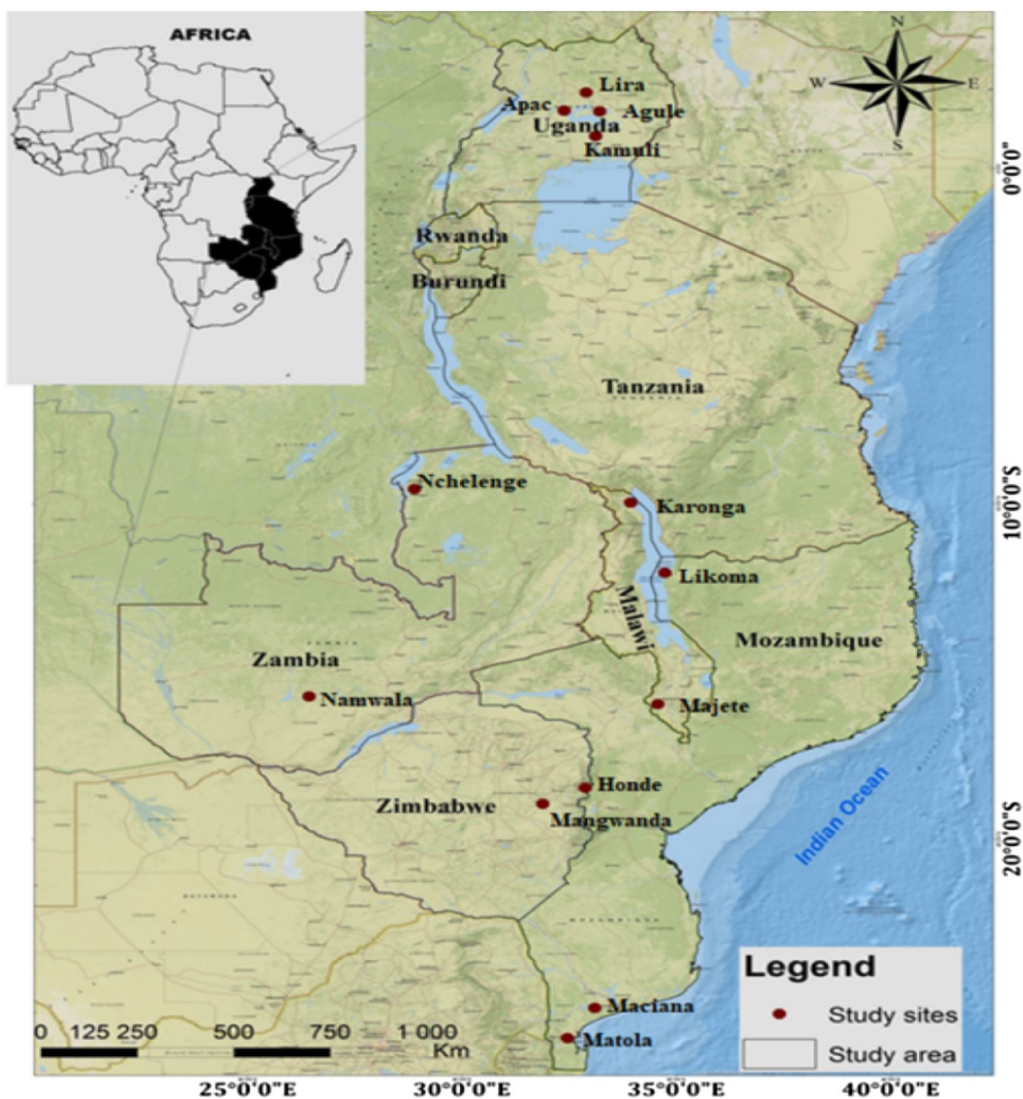 AFRICA
N
W
E
S
Lira
Apac
Agule
Uganda
Kamuli
0°0'0"
Rwanda
Burundi
Tanzania
Nchelenge
Karonga
10°0'0"S
Likoma
Malawi
Mozambique
Zambia
Namwala
Majete
Honde
Zimbabwe
Mangwanda
20°0'0"S
Indian Ocean
Legend
Maciana
Study sites
0 125 250 500 750 1 000
Km
Matola
Study area
25°0'0"E 30°0'0"E 35°0'0"E 40°0'0"E